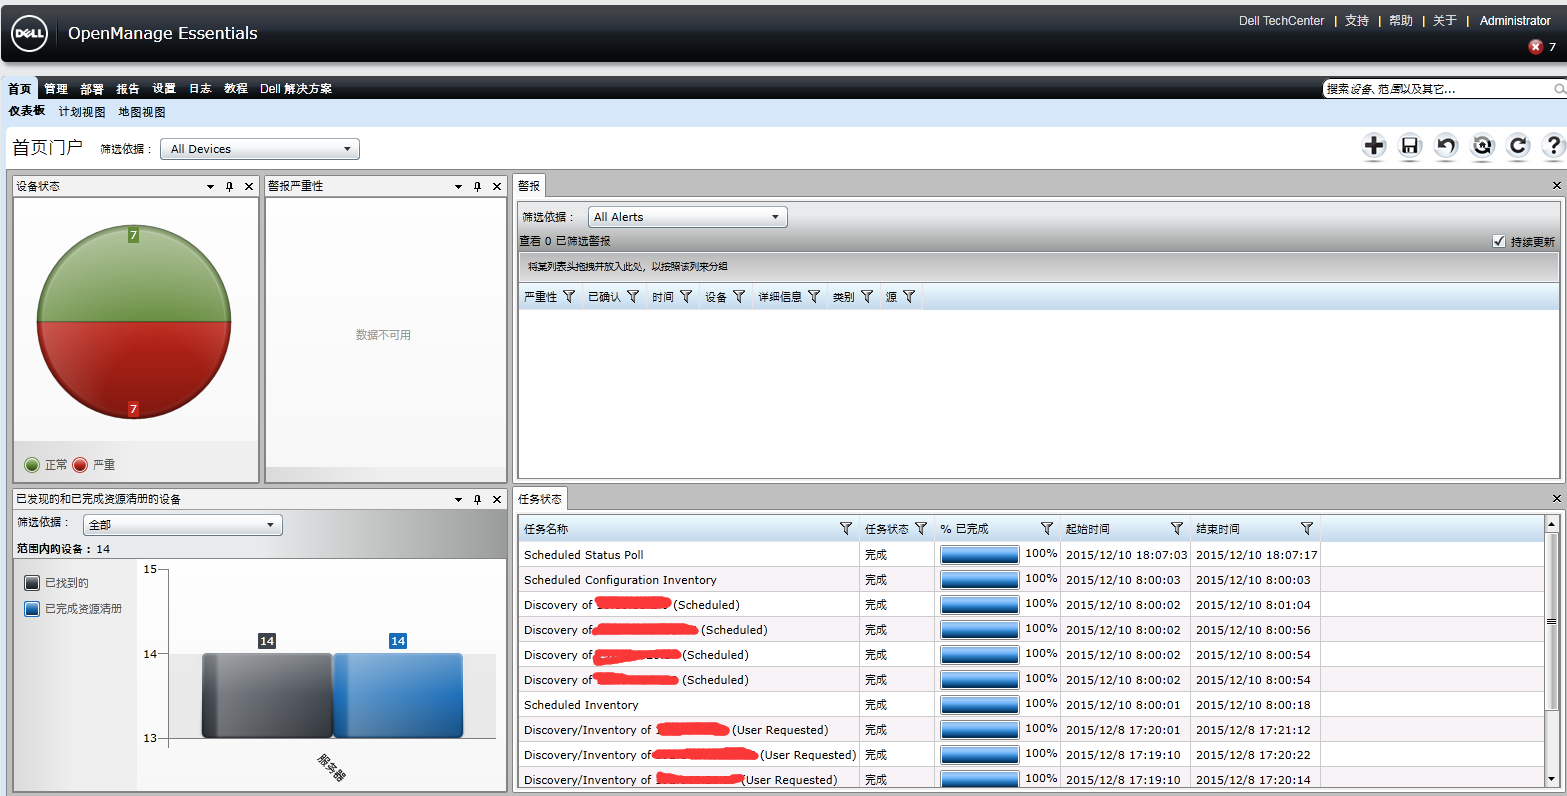 DELL
OpenManage Essentials
Dell TechCenter | 支持 | 帮助 | 关于 | Administrator
7
首页 管理 部署 报告 设置 日志 教程 Dell 解决方案
搜索设备、范围以及其它...
仪表板 计划视图 地图视图
首页门户 筛选依据： All Devices
设备状态
7
7
正常 严重
警报严重性
数据不可用
警报
筛选依据： All Alerts
查看 0 已筛选警报
持续更新
将某列表头拖拽并放入此处，以按照该列来分组
严重性 已确认 时间 设备 详细信息 类别 源
已发现的和已完成资源清册的设备
筛选依据： 全部
范围内的设备：14
已找到的
已完成资源清册
15
14
13
14
14
服务器
任务状态
任务名称 任务状态 % 已完成 起始时间 结束时间
Scheduled Status Poll 完成 100% 2015/12/10 18:07:03 2015/12/10 18:07:17
Scheduled Configuration Inventory 完成 100% 2015/12/10 8:00:03 2015/12/10 8:00:03
Discovery of (Scheduled) 完成 100% 2015/12/10 8:00:02 2015/12/10 8:01:04
Discovery of (Scheduled) 完成 100% 2015/12/10 8:00:02 2015/12/10 8:00:56
Discovery of (Scheduled) 完成 100% 2015/12/10 8:00:02 2015/12/10 8:00:54
Discovery of (Scheduled) 完成 100% 2015/12/10 8:00:02 2015/12/10 8:00:54
Scheduled Inventory 完成 100% 2015/12/10 8:00:01 2015/12/10 8:00:18
Discovery/Inventory of (User Requested) 完成 100% 2015/12/8 17:20:01 2015/12/8 17:21:12
Discovery/Inventory of (User Requested) 完成 100% 2015/12/8 17:19:10 2015/12/8 17:20:22
Discovery/Inventory of (User Requested) 完成 100% 2015/12/8 17:19:10 2015/12/8 17:20:14